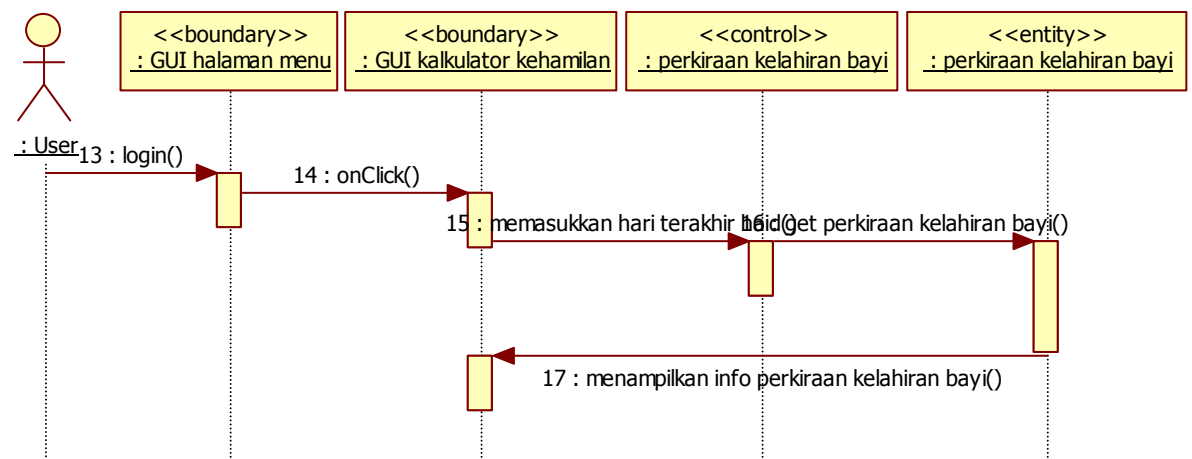 <<boundary>>
: GUI halaman menu
<<boundary>>
: GUI kalkulator kehamilan
<<control>>
: perkiraan kelahiran bayi
<<entity>>
: perkiraan kelahiran bayi
: User
13 : login()
14 : onClick()
15 : memasukkan hari terakhir haid()
16 : get perkiraan kelahiran bayi()
17 : menampilkan info perkiraan kelahiran bayi()